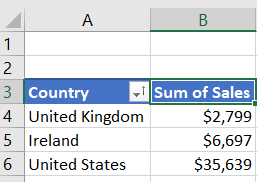 A B
1
2
3 Country Sum of Sales
4 United Kingdom $2,799
5 Ireland $6,697
6 United States $35,639